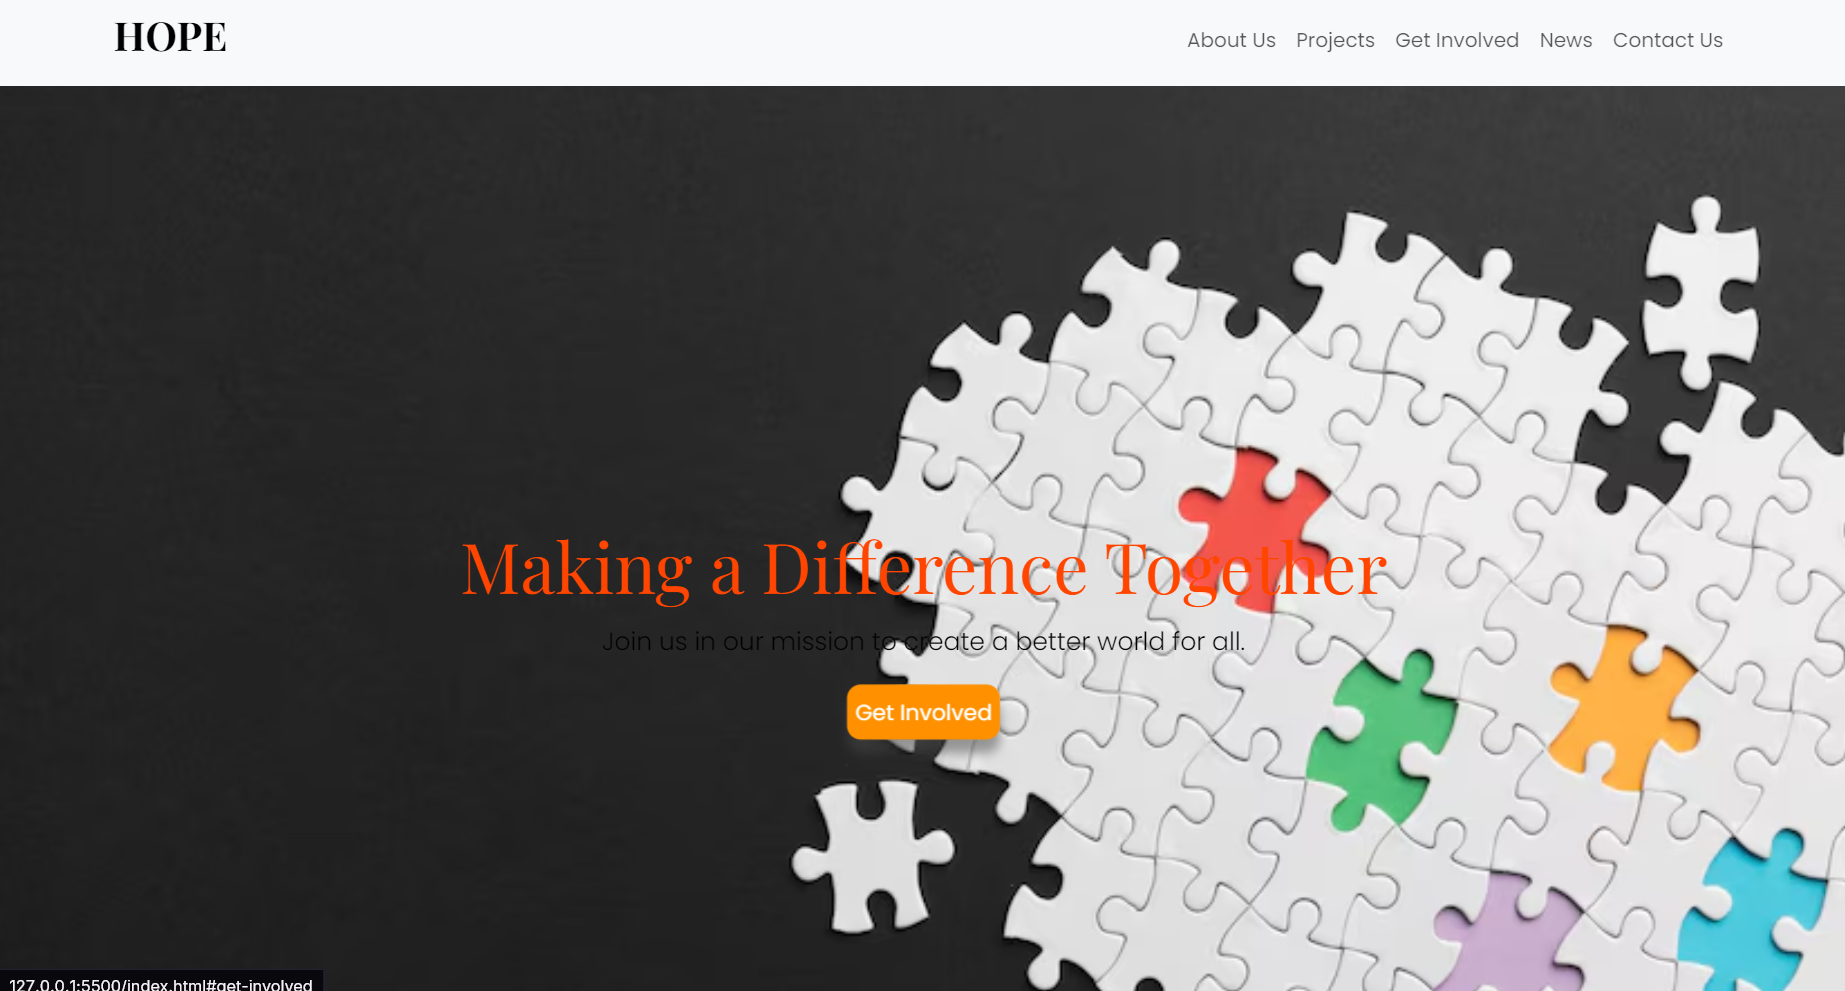 HOPE
About Us Projects Get Involved News Contact Us
Making a Difference Together
Join us in our mission to create a better world for all.
Get Involved
127.0.0.1:5500/index.html#get-involved